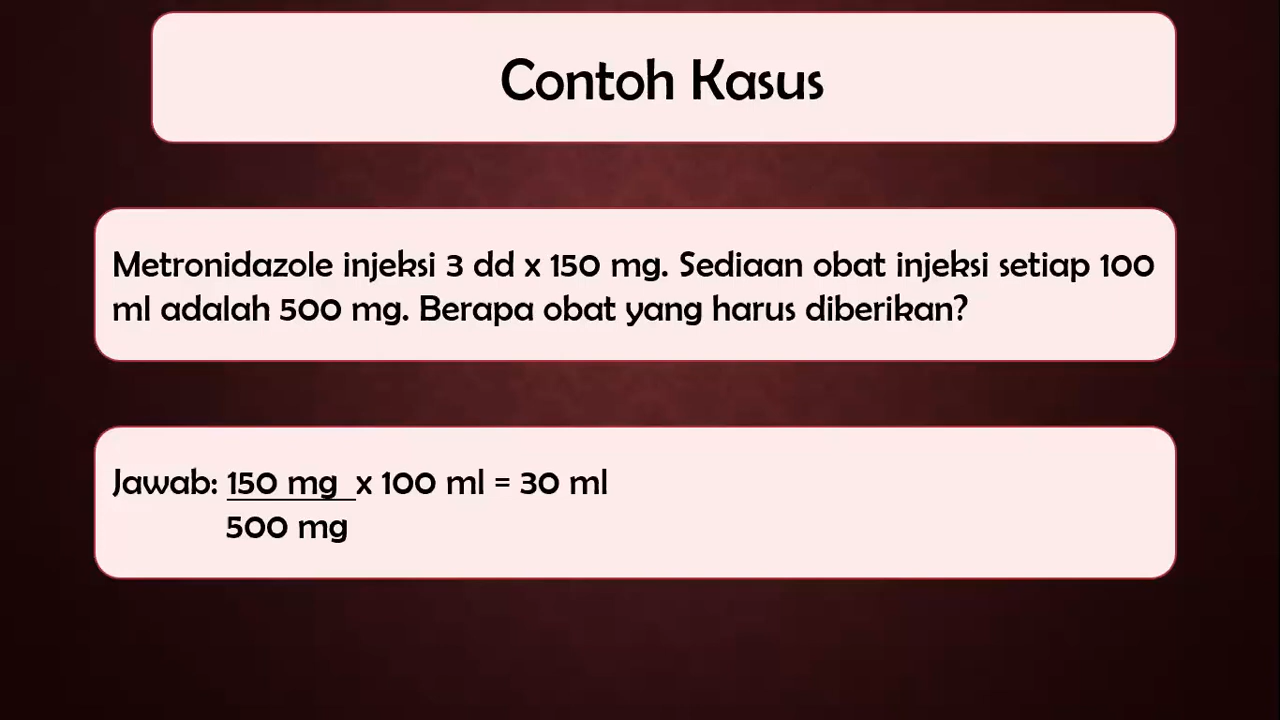 Contoh Kasus
Metronidazole injeksi 3 dd x 150 mg. Sediaan obat injeksi setiap 100
ml adalah 500 mg. Berapa obat yang harus diberikan?
Jawab: 150 mg x 100 ml = 30 ml
500 mg